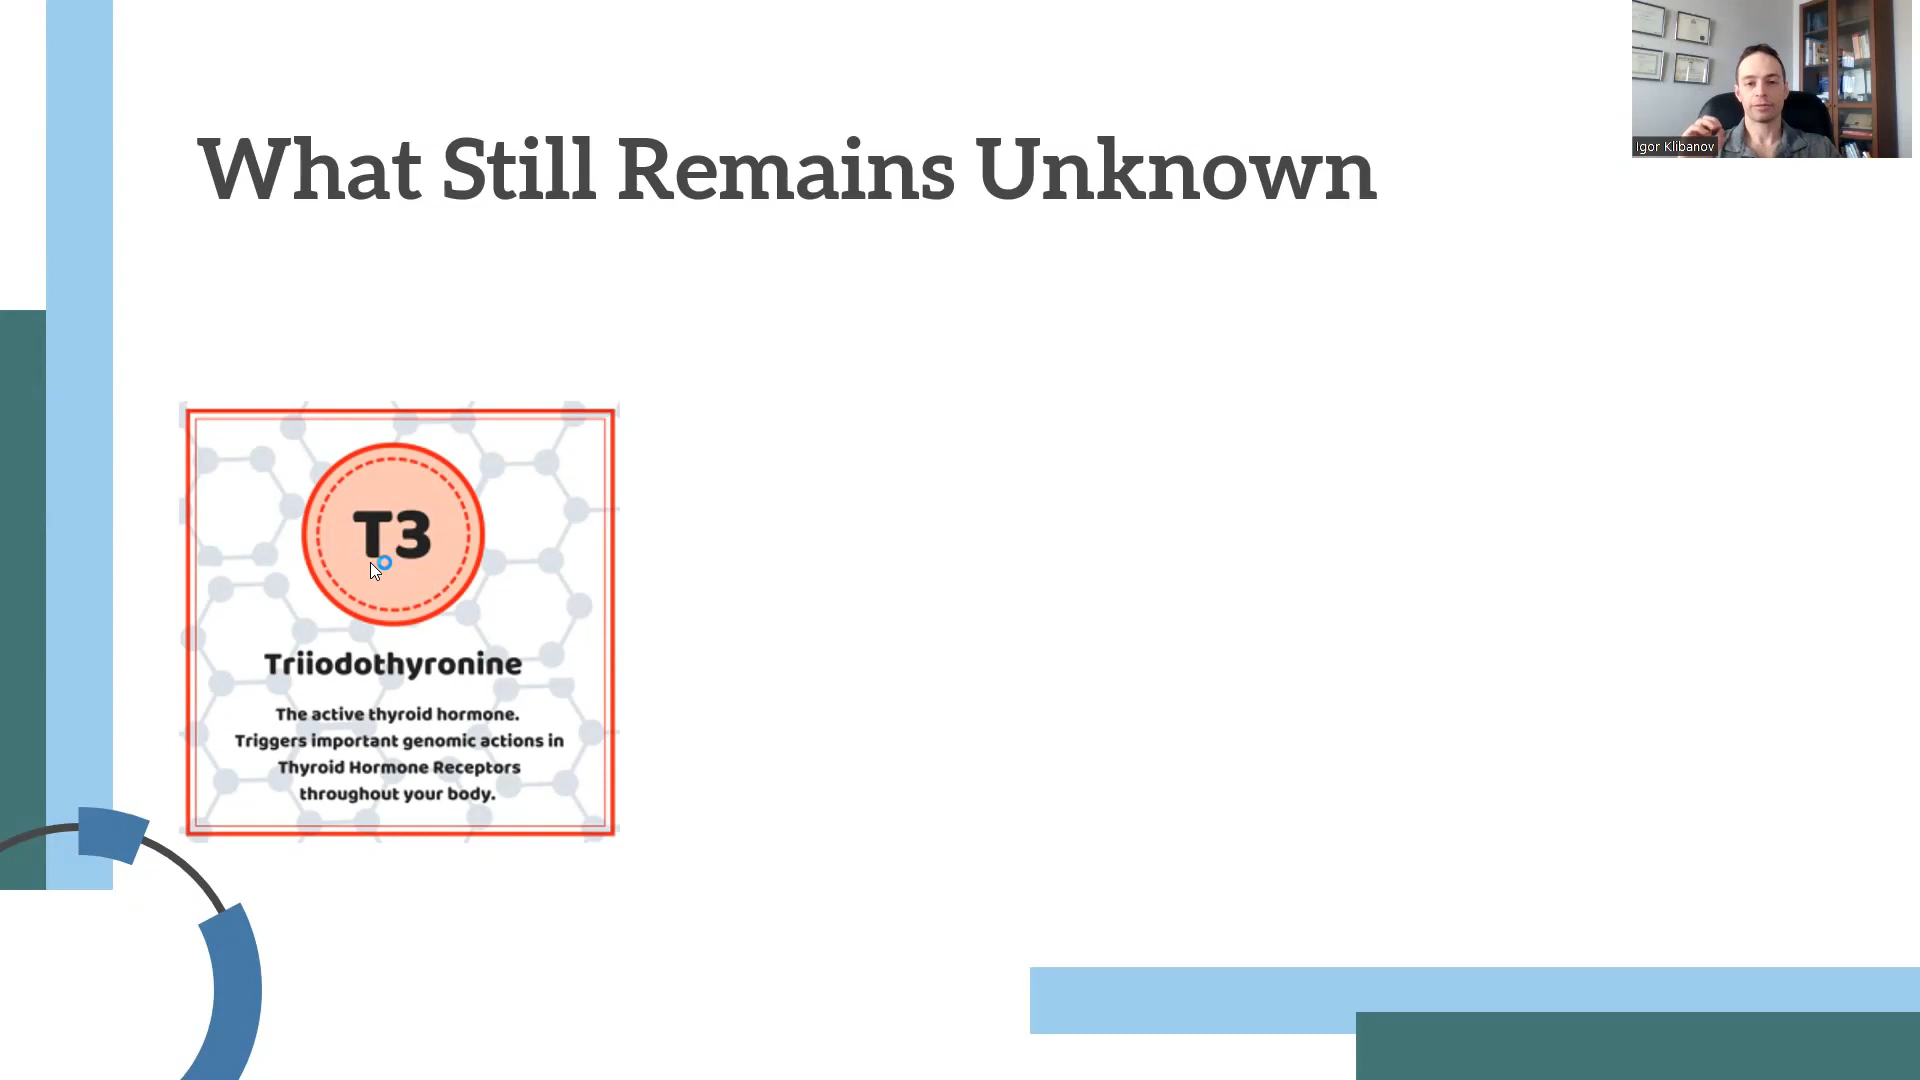 What Still Remains Unknown
Igor Klibanov
T3
Triiodothyronine
The active thyroid hormone.
Triggers important genomic actions in
Thyroid Hormone Receptors
throughout your body.